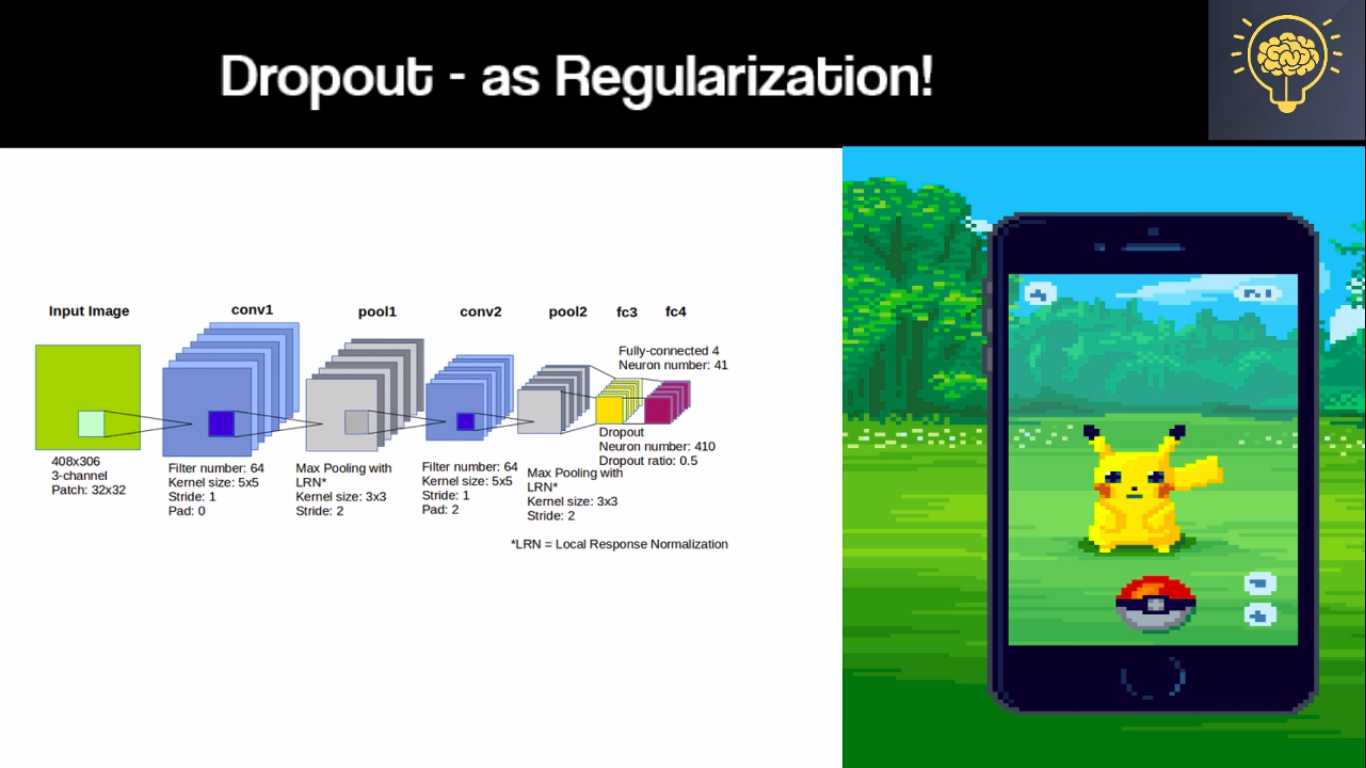 Dropout - as Regularization!
Input Image
conv1
pool1
conv2
pool2
fc3
fc4
Fully-connected 4
Neuron number: 41
408x306
3-channel
Patch: 32x32
Filter number: 64
Kernel size: 5x5
Stride: 1
Pad: 0
Max Pooling with
LRN*
Kernel size: 3x3
Stride: 2
Filter number: 64
Kernel size: 5x5
Stride: 1
Pad: 2
Dropout
Neuron number: 410
Dropout ratio: 0.5
Max Pooling with
LRN*
Kernel size: 3x3
Stride: 2
*LRN = Local Response Normalization